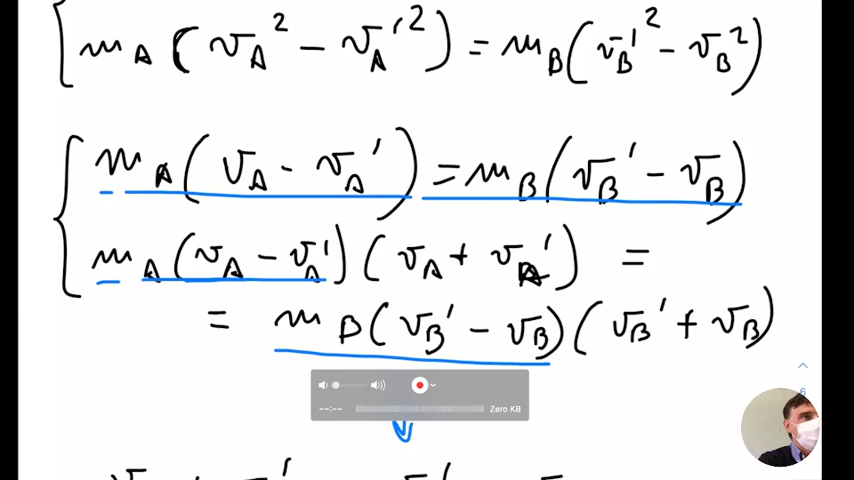 m_A (v_A² - v_A'²) = m_B (v_B'² - v_B²)
m_A (v_A - v_A') = m_B (v_B' - v_B)
m_A (v_A - v_A') (v_A + v_A') =
= m_B (v_B' - v_B) (v_B' + v_B)
--:-- Zero KB
6